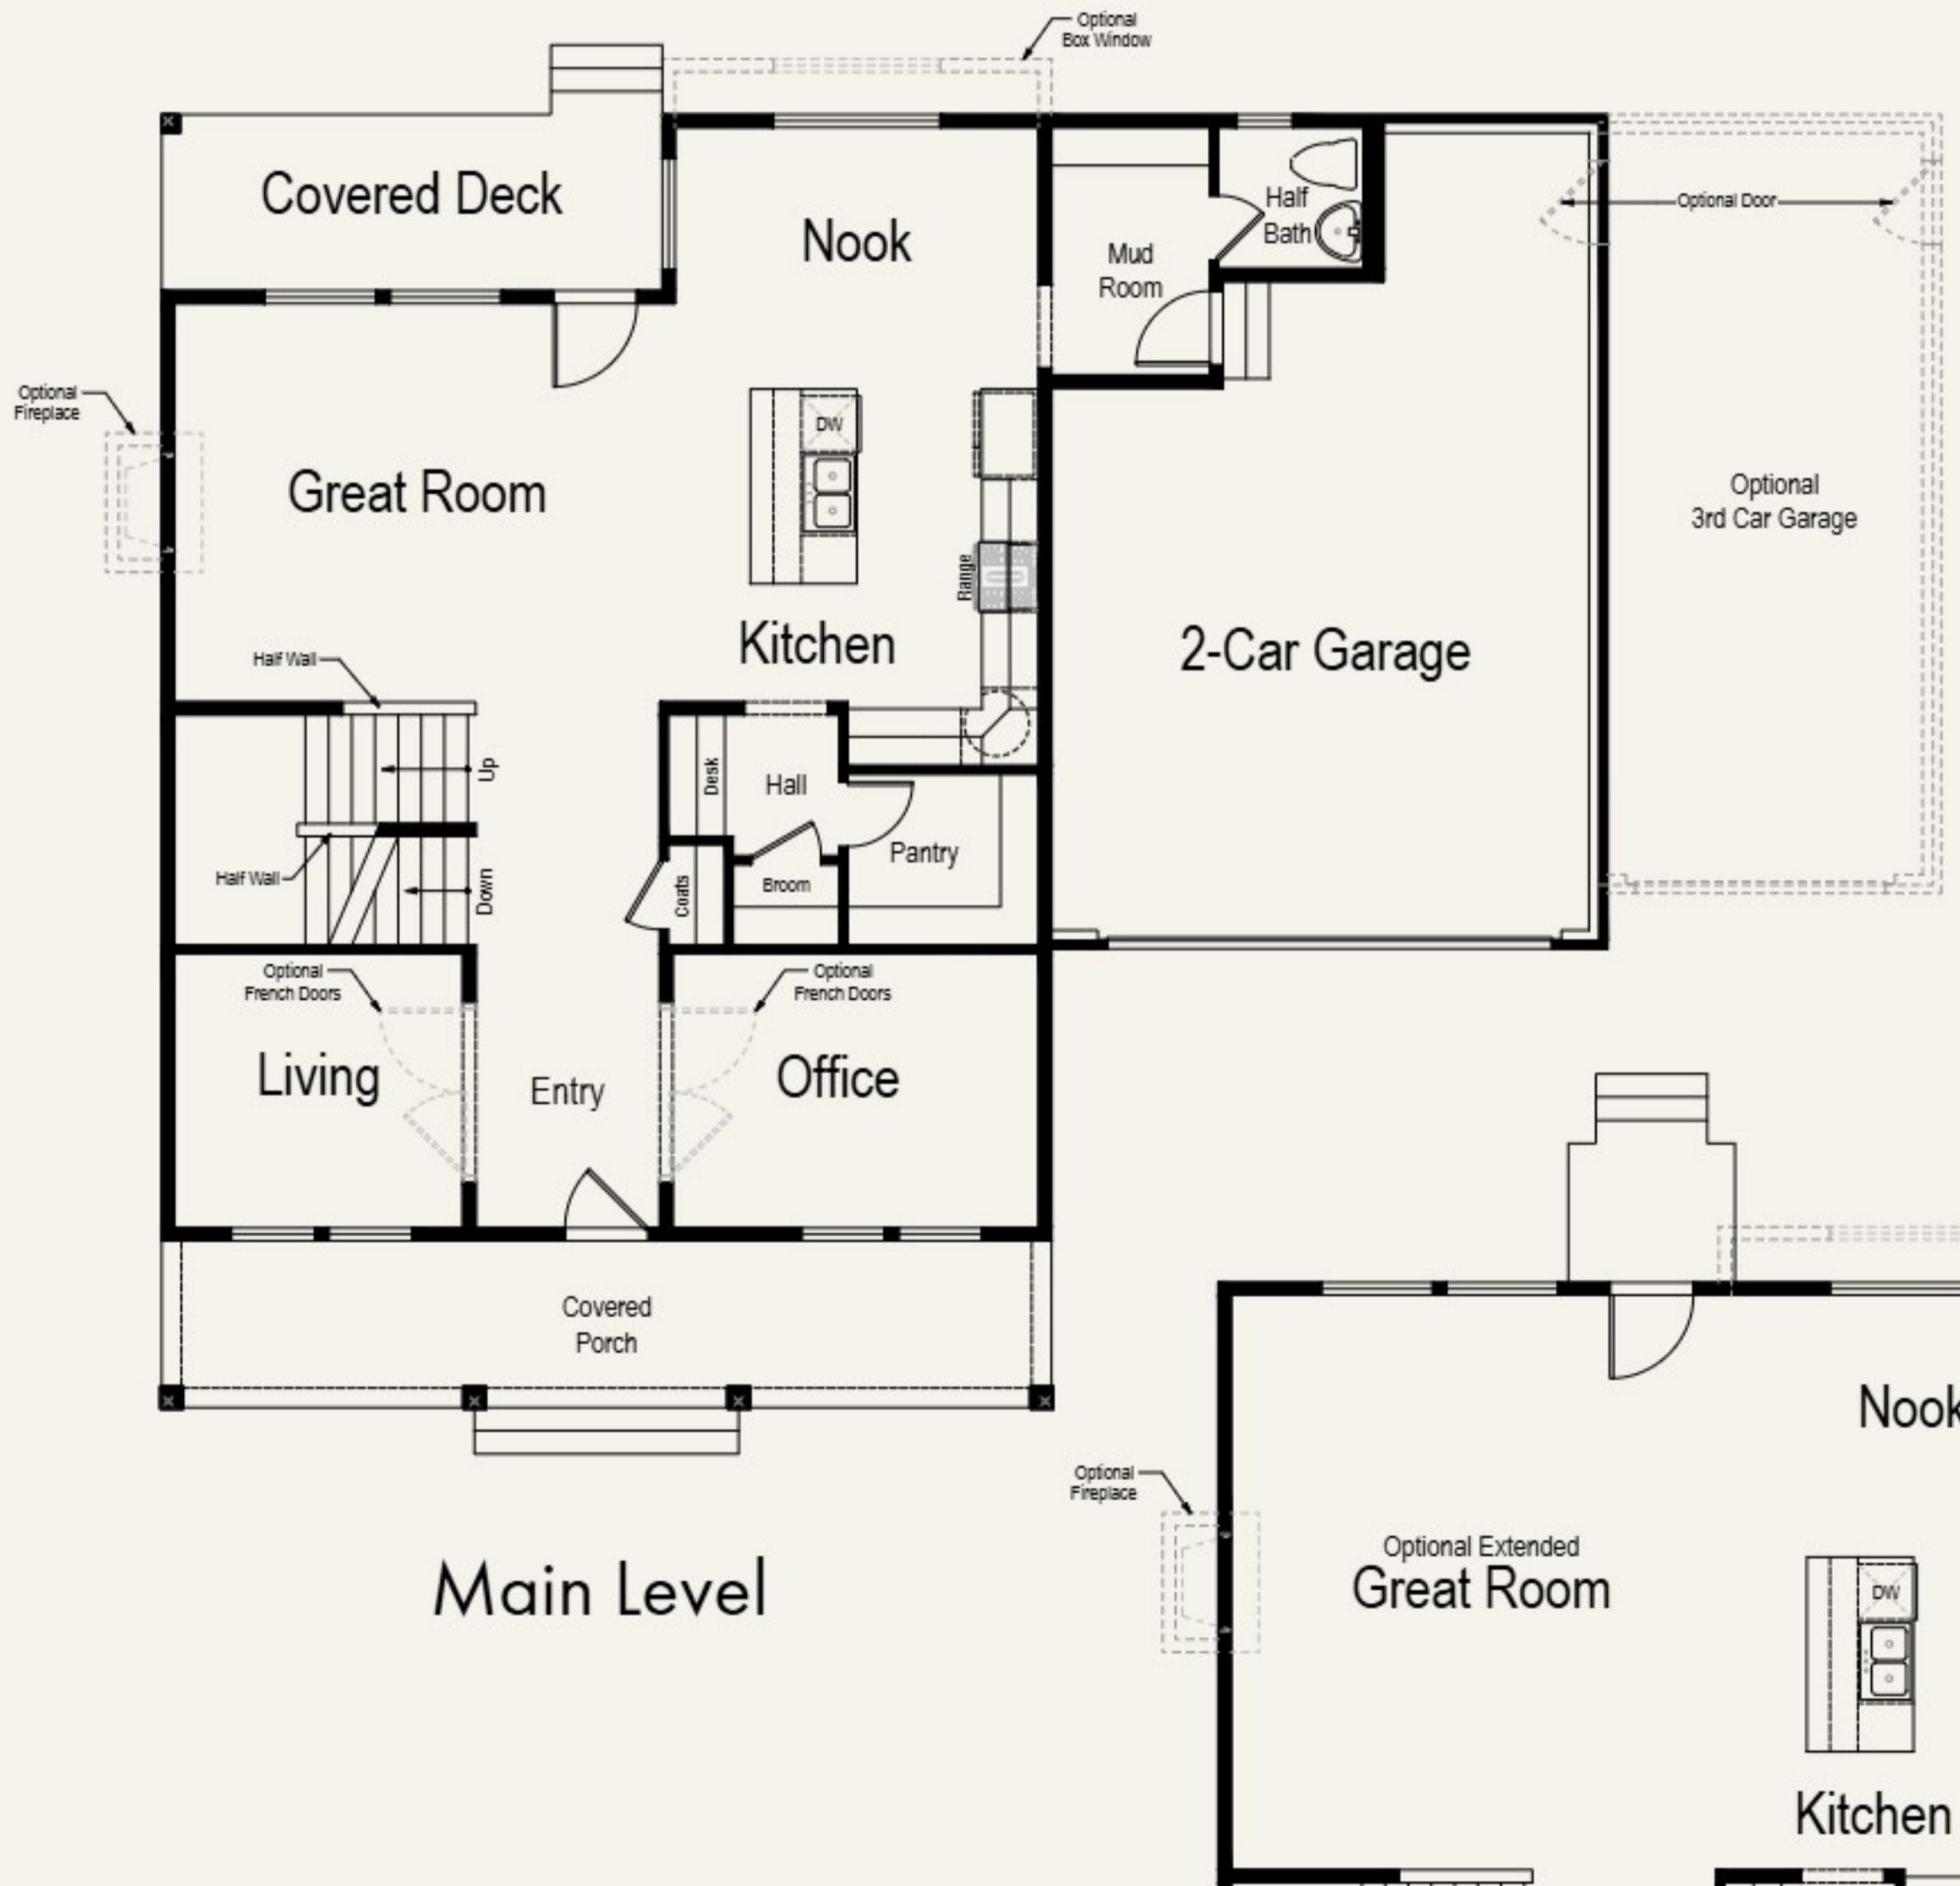 Optional
Box Window
Covered Deck
Nook
Half
Bath
Mud
Room
Optional Door
Optional
Fireplace
Great Room
DW
Range
Kitchen
2-Car Garage
Optional
3rd Car Garage
Half Wall
Up
Desk
Hall
Pantry
Half Wall
Down
Coats
Broom
Optional
French Doors
Optional
French Doors
Living
Entry
Office
Covered
Porch
Main Level
Nook
Optional
Fireplace
Optional Extended
Great Room
DW
Kitchen